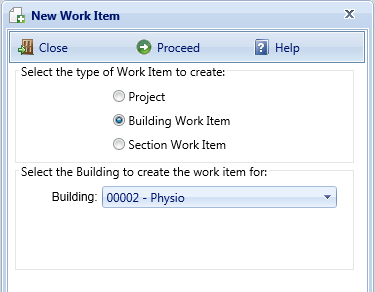 New Work Item
Close Proceed Help
Select the type of Work Item to create:
Project
Building Work Item
Section Work Item
Select the Building to create the work item for:
Building: 00002 - Physio